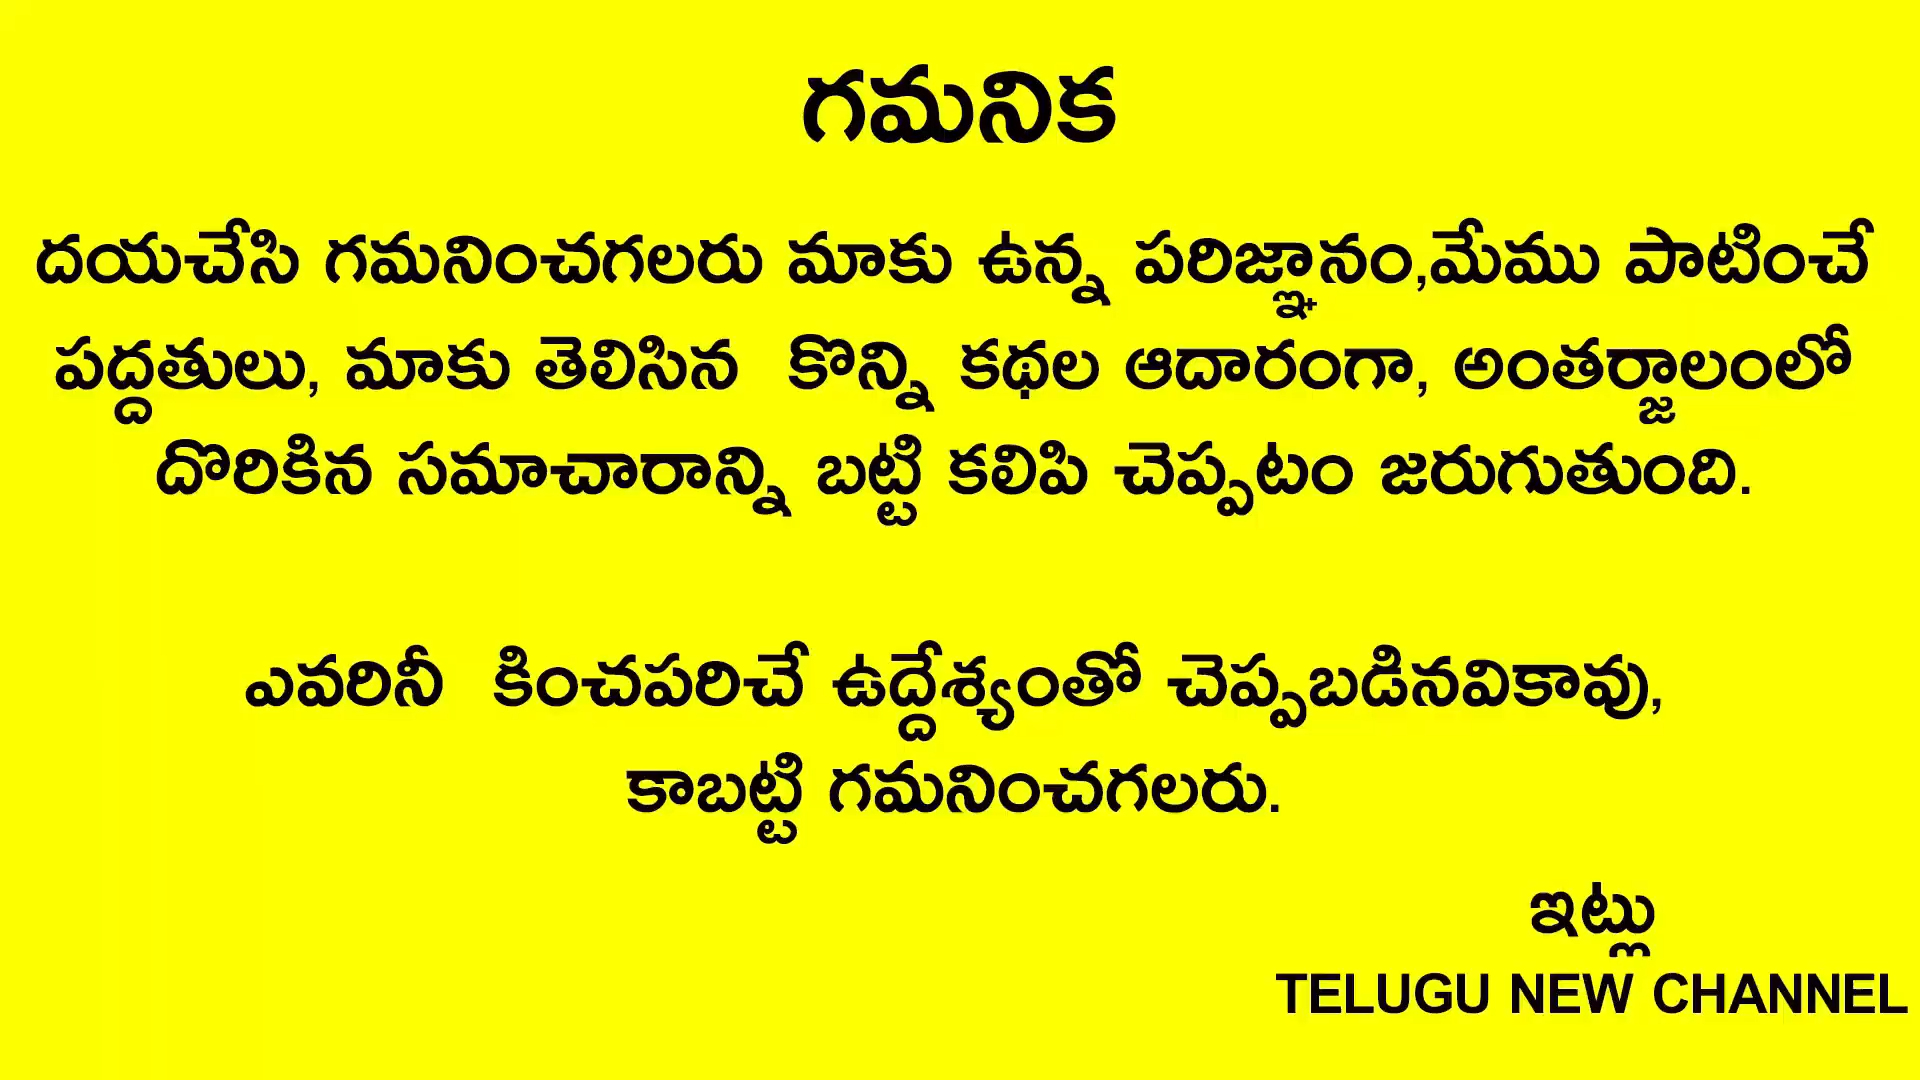 గమనిక
దయచేసి గమనించగలరు మాకు ఉన్న పరిజ్ఞానం,మేము పాటించే
పద్దతులు, మాకు తెలిసిన కొన్ని కథల ఆదారంగా, అంతర్జాలంలో
దొరికిన సమాచారాన్ని బట్టి కలిపి చెప్పటం జరుగుతుంది.
ఎవరినీ కించపరిచే ఉద్దేశ్యంతో చెప్పబడినవికావు,
కాబట్టి గమనించగలరు.
ఇట్లు
TELUGU NEW CHANNEL